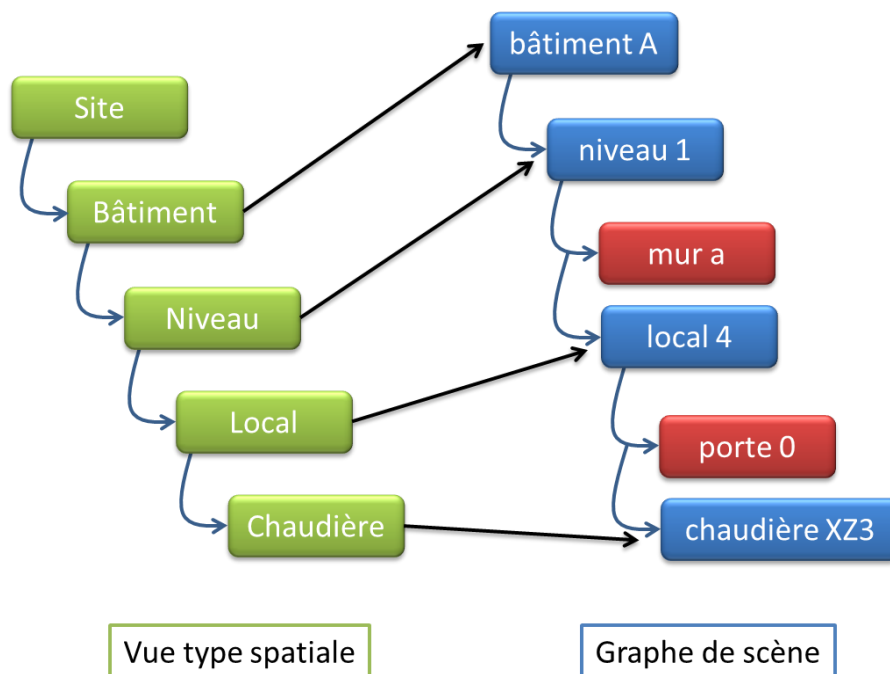 Site
Bâtiment
Niveau
Local
Chaudière
Vue type spatiale
bâtiment A
niveau 1
mur a
local 4
porte 0
chaudière XZ3
Graphe de scène